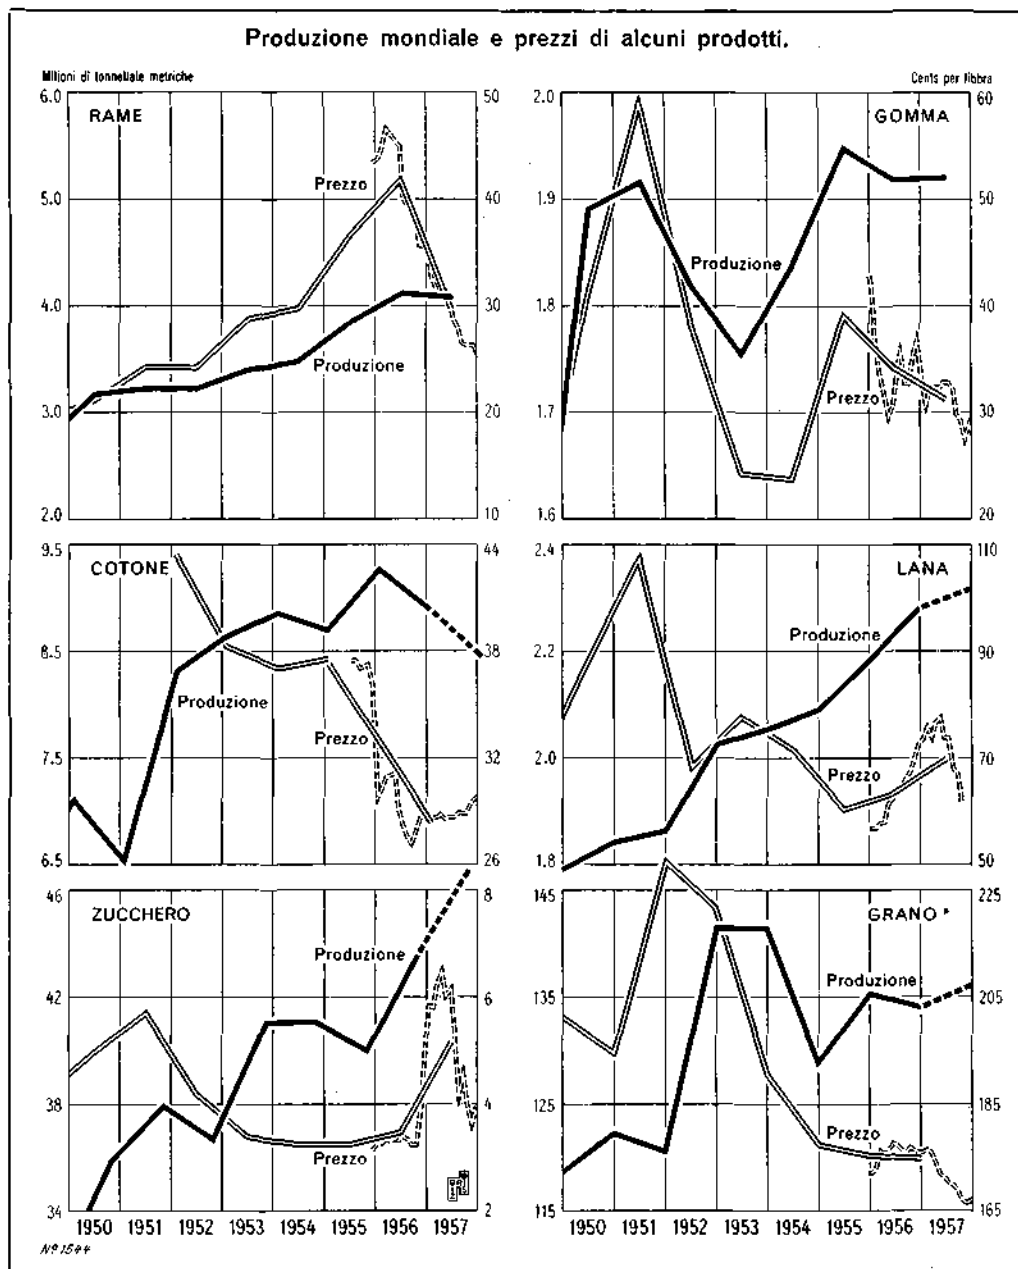 Produzione mondiale e prezzi di alcuni prodotti.
Milioni di tonnellate metriche
Cents per libbra
RAME
6.0
5.0
4.0
3.0
2.0
50
40
30
20
10
Prezzo
Produzione
GOMMA
2.0
1.9
1.8
1.7
1.6
60
50
40
30
20
Produzione
Prezzo
COTONE
9.5
8.5
7.5
6.5
44
38
32
26
Produzione
Prezzo
LANA
2.4
2.2
2.0
1.8
110
90
70
50
Produzione
Prezzo
ZUCCHERO
46
42
38
34
8
6
4
2
Produzione
Prezzo
GRANO *
145
135
125
115
225
205
185
165
Produzione
Prezzo
1950 1951 1952 1953 1954 1955 1956 1957
1950 1951 1952 1953 1954 1955 1956 1957
Nº 1544